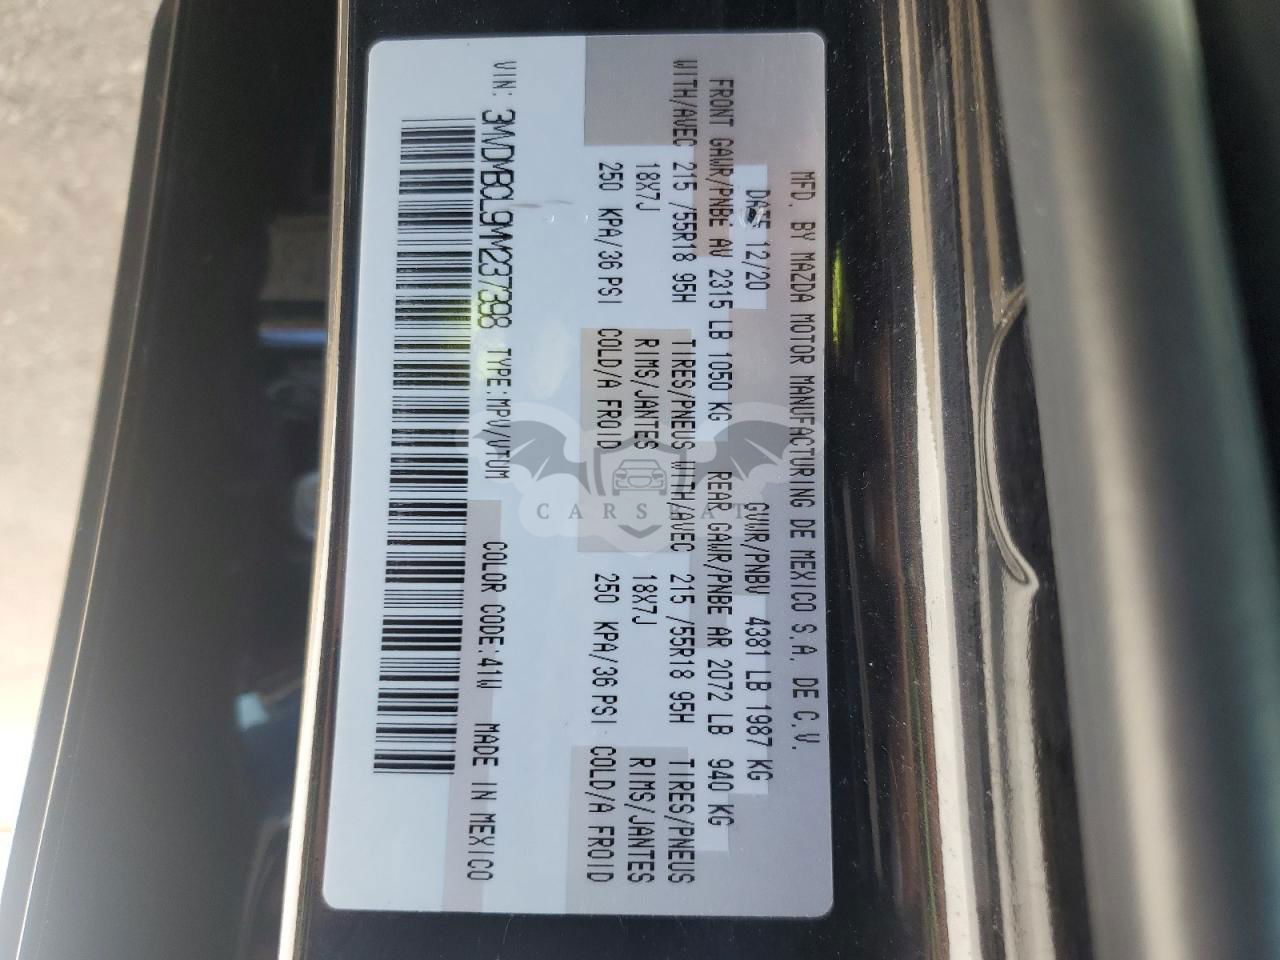 MFD. BY MAZDA MOTOR MANUFACTURING DE MEXICO S.A. DE C.V.
DATE 12/20 GVWR/PNBV 4381 LB 1987 KG
FRONT GAWR/PNBE AV 2315 LB 1050 KG REAR GAWR/PNBE AR 2072 LB 940 KG
WITH/AVEC 215 /55R18 95H TIRES/PNEUS WITH/AVEC 215 /55R18 95H TIRES/PNEUS
18X7J RIMS/JANTES 18X7J RIMS/JANTES
250 KPA/36 PSI COLD/A FROID 250 KPA/36 PSI COLD/A FROID
VIN: 3MVDMBCL9MM237398 TYPE:MPV/VTUM COLOR CODE:41W MADE IN MEXICO
CARSBAT